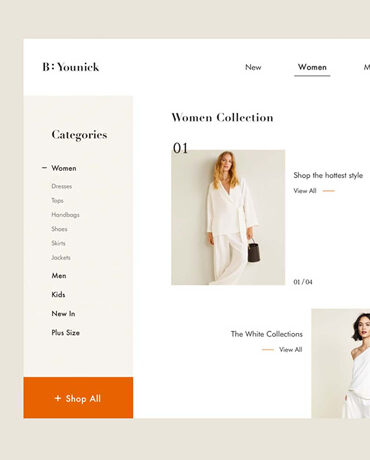 B: Younick
New
Women
M
Women Collection
Categories
01
– Women
Dresses
Tops
Handbags
Shoes
Skirts
Jackets
Men
Kids
New In
Plus Size
+ Shop All
Shop the hottest style
View All
01 / 04
The White Collections
View All